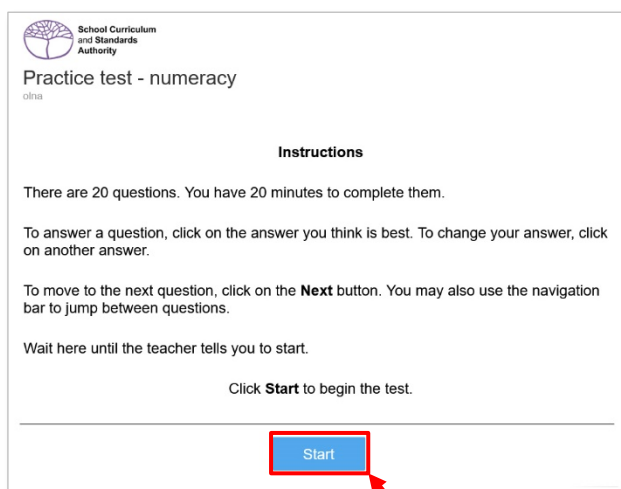 School Curriculum
and Standards
Authority
Practice test - numeracy
olna
Instructions
There are 20 questions. You have 20 minutes to complete them.
To answer a question, click on the answer you think is best. To change your answer, click
on another answer.
To move to the next question, click on the Next button. You may also use the navigation
bar to jump between questions.
Wait here until the teacher tells you to start.
Click Start to begin the test.
Start